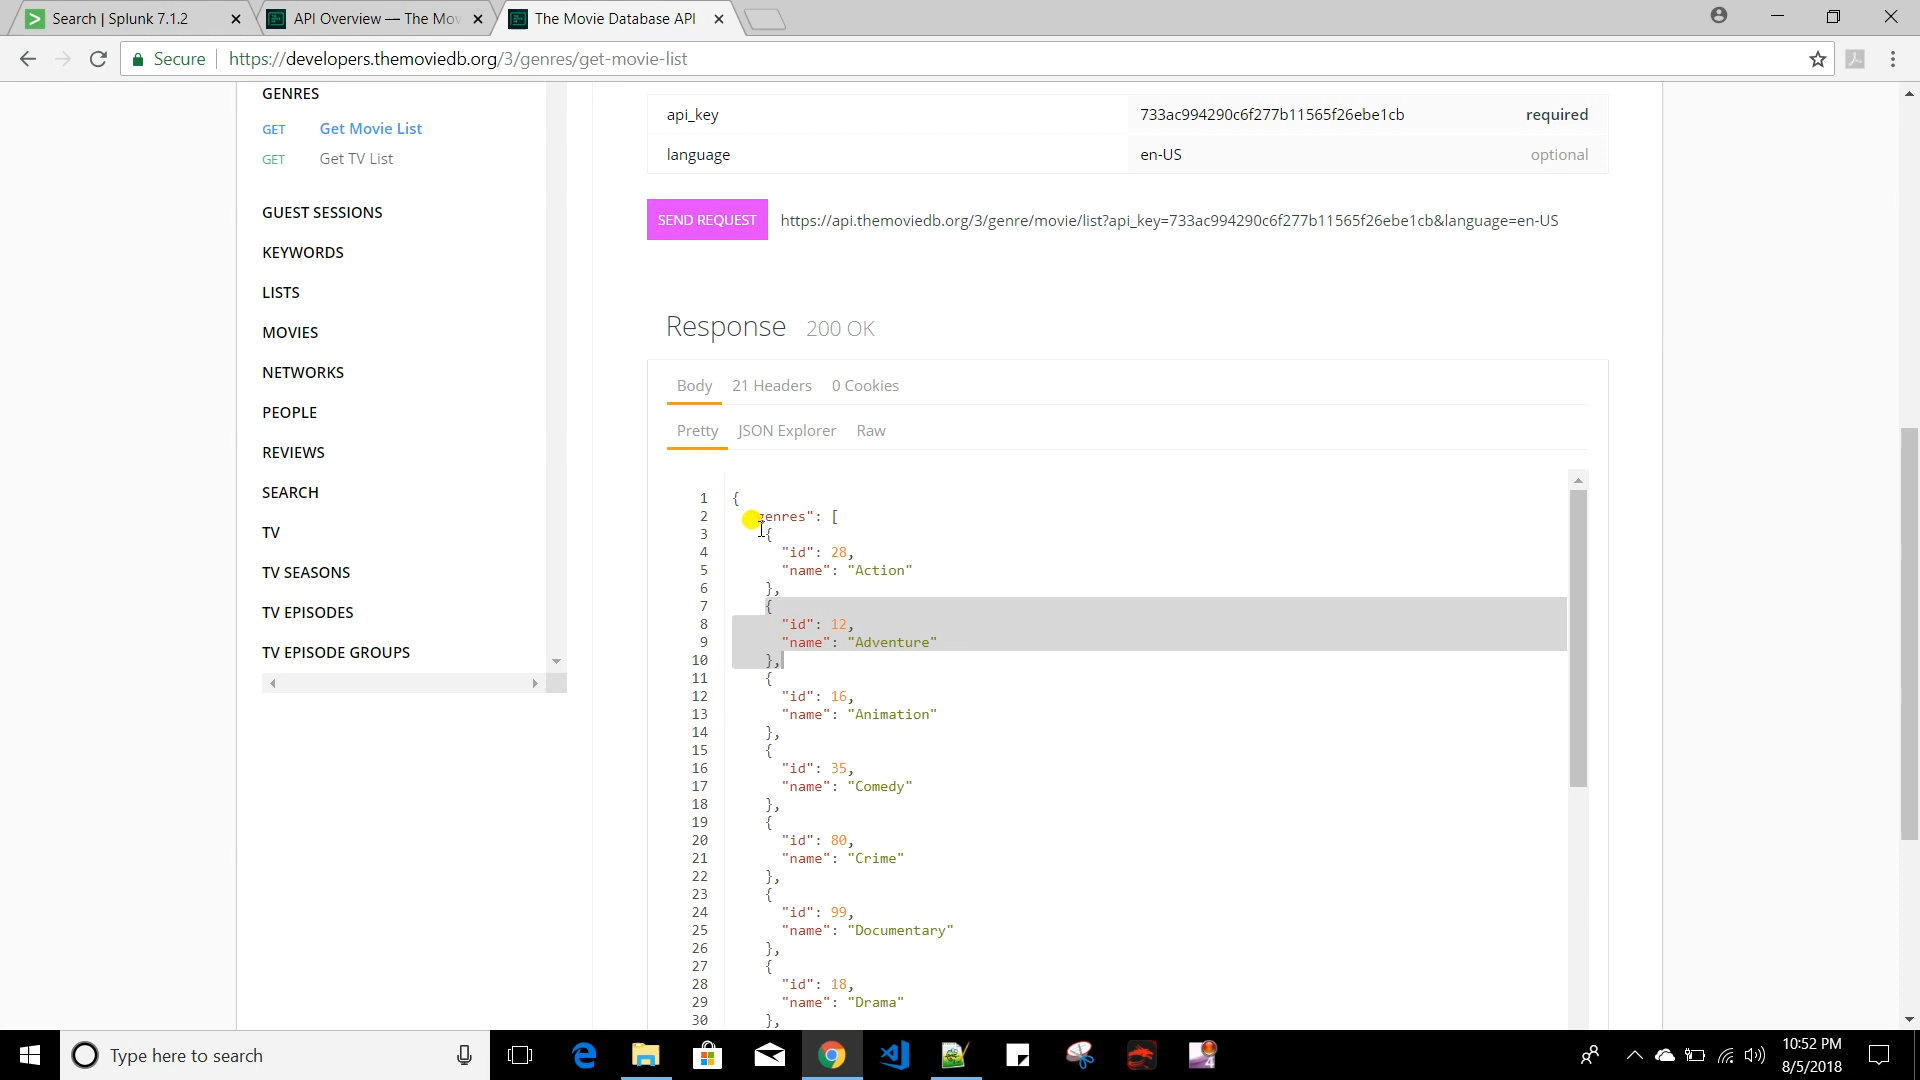 Search | Splunk 7.1.2
API Overview — The Mov
The Movie Database API
Secure
https://developers.themoviedb.org/3/genres/get-movie-list
GENRES
GET Get Movie List
GET Get TV List
GUEST SESSIONS
KEYWORDS
LISTS
MOVIES
NETWORKS
PEOPLE
REVIEWS
SEARCH
TV
TV SEASONS
TV EPISODES
TV EPISODE GROUPS
api_key 733ac994290c6f277b11565f26ebe1cb required
language en-US optional
SEND REQUEST https://api.themoviedb.org/3/genre/movie/list?api_key=733ac994290c6f277b11565f26ebe1cb&language=en-US
Response 200 OK
Body 21 Headers 0 Cookies
Pretty JSON Explorer Raw
1 {
2 genres": [
3 {
4 "id": 28,
5 "name": "Action"
6 },
7 {
8 "id": 12,
9 "name": "Adventure"
10 },
11 {
12 "id": 16,
13 "name": "Animation"
14 },
15 {
16 "id": 35,
17 "name": "Comedy"
18 },
19 {
20 "id": 80,
21 "name": "Crime"
22 },
23 {
24 "id": 99,
25 "name": "Documentary"
26 },
27 {
28 "id": 18,
29 "name": "Drama"
30 },
Type here to search
10:52 PM
8/5/2018